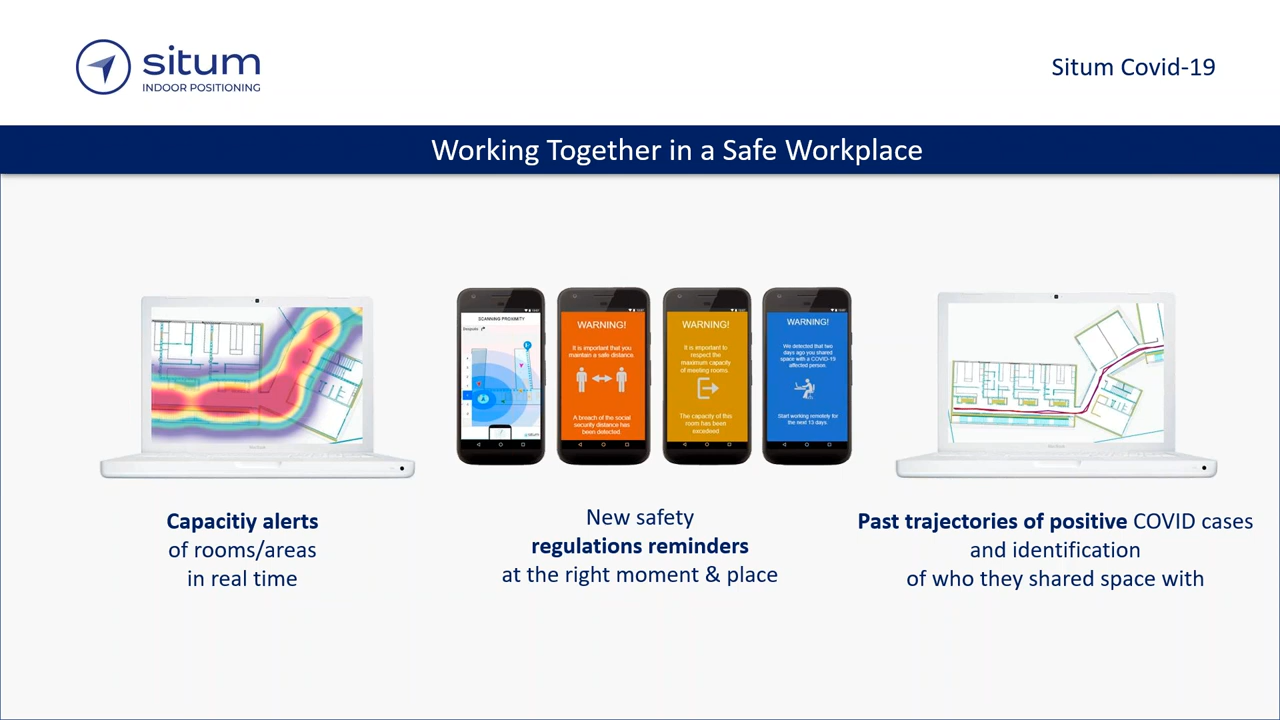 situm
INDOOR POSITIONING
Situm Covid-19
Working Together in a Safe Workplace
SCANNING PROXIMITY
Después
WARNING!
It is important that you
maintain a safe distance.
A breach of the social
security distance has
been detected.
WARNING!
It is important to
respect the
maximum capacity
of meeting rooms.
The capacity of this
room has been
excedeed
WARNING!
We detected that two
days ago you shared
space with a COVID-19
affected person.
Start working remotely for
the next 13 days.
Capacitiy alerts
of rooms/areas
in real time
New safety
regulations reminders
at the right moment & place
Past trajectories of positive COVID cases
and identification
of who they shared space with